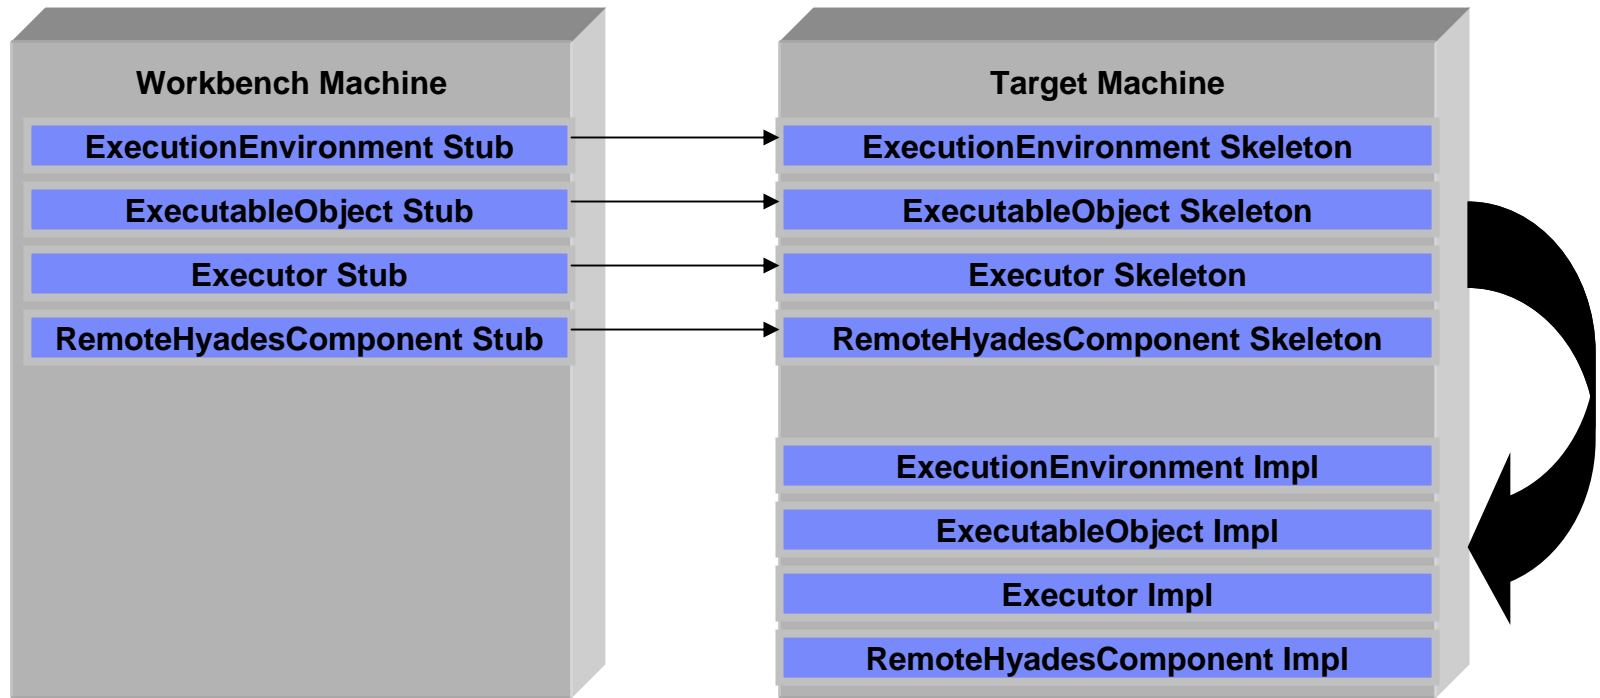 Workbench Machine
ExecutionEnvironment Stub
ExecutableObject Stub
Executor Stub
RemoteHyadesComponent Stub
Target Machine
ExecutionEnvironment Skeleton
ExecutableObject Skeleton
Executor Skeleton
RemoteHyadesComponent Skeleton
ExecutionEnvironment Impl
ExecutableObject Impl
Executor Impl
RemoteHyadesComponent Impl